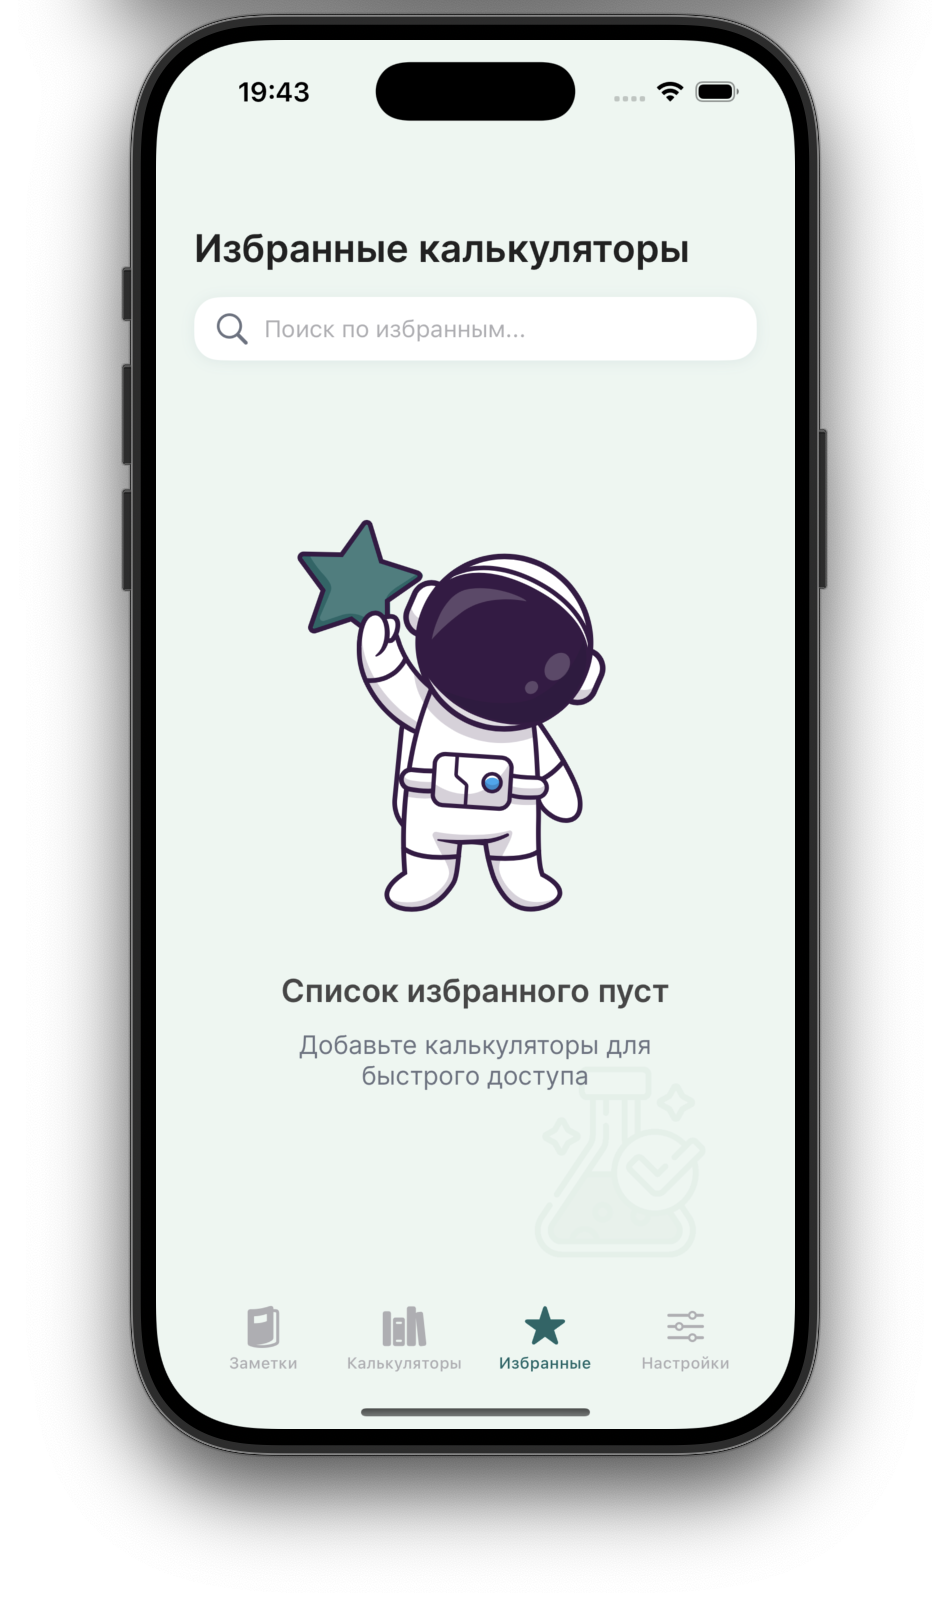 19:43
Избранные калькуляторы
Поиск по избранным...
Список избранного пуст
Добавьте калькуляторы для
быстрого доступа
Заметки
Калькуляторы
Избранные
Настройки